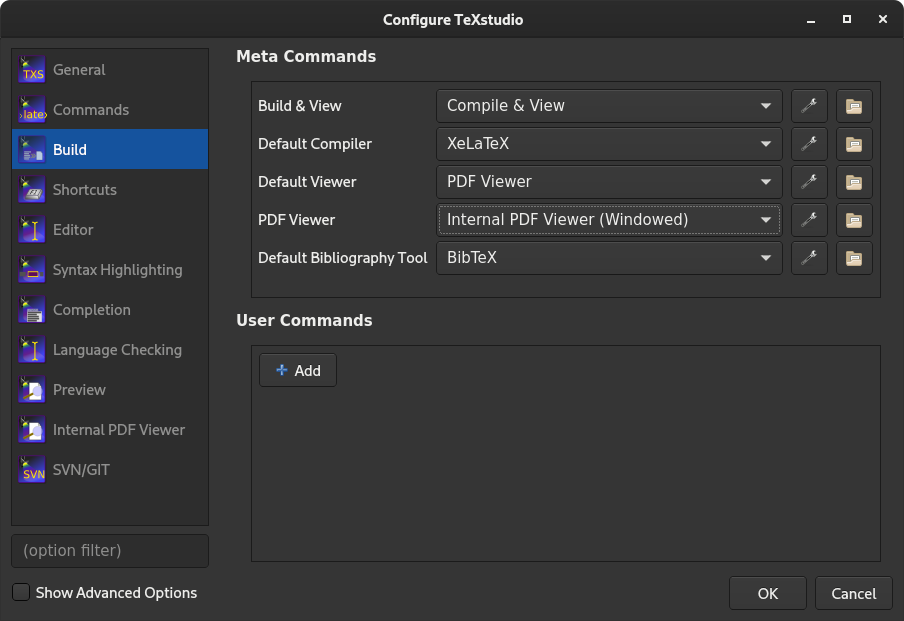 Configure TeXstudio
TXS General
›latex› Commands
Build
Shortcuts
Editor
Syntax Highlighting
Completion
Language Checking
Preview
Internal PDF Viewer
SVN SVN/GIT
(option filter)
Show Advanced Options
Meta Commands
Build & View Compile & View
Default Compiler XeLaTeX
Default Viewer PDF Viewer
PDF Viewer Internal PDF Viewer (Windowed)
Default Bibliography Tool BibTeX
User Commands
Add
OK Cancel